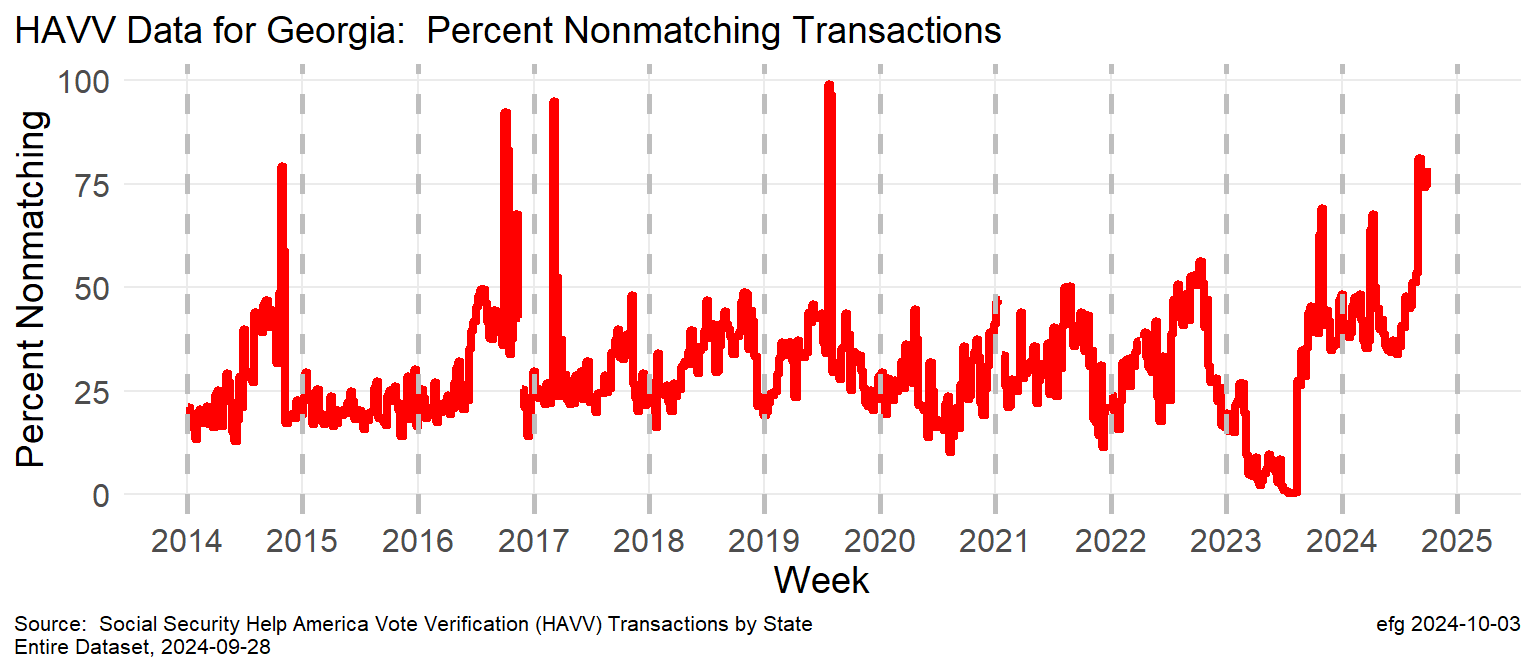 HAVV Data for Georgia:  Percent Nonmatching Transactions
Percent Nonmatching
100
75
50
25
0
2014 2015 2016 2017 2018 2019 2020 2021 2022 2023 2024 2025
Week
Source:  Social Security Help America Vote Verification (HAVV) Transactions by State
Entire Dataset, 2024-09-28
efg 2024-10-03